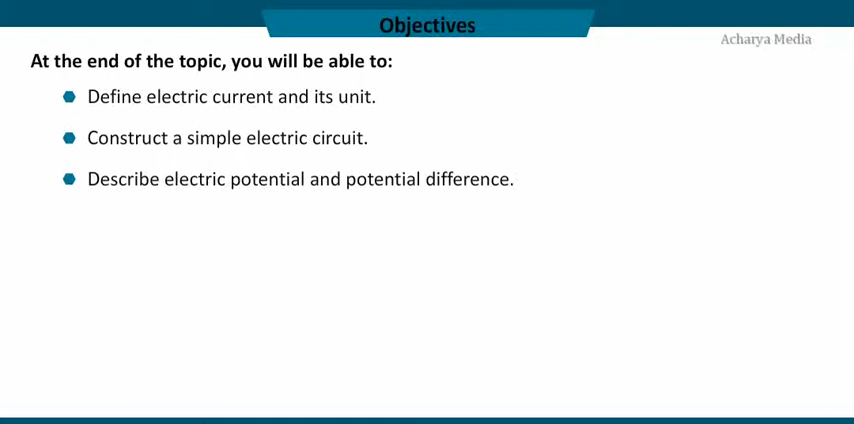 Objectives
Acharya Media
At the end of the topic, you will be able to:
Define electric current and its unit.
Construct a simple electric circuit.
Describe electric potential and potential difference.